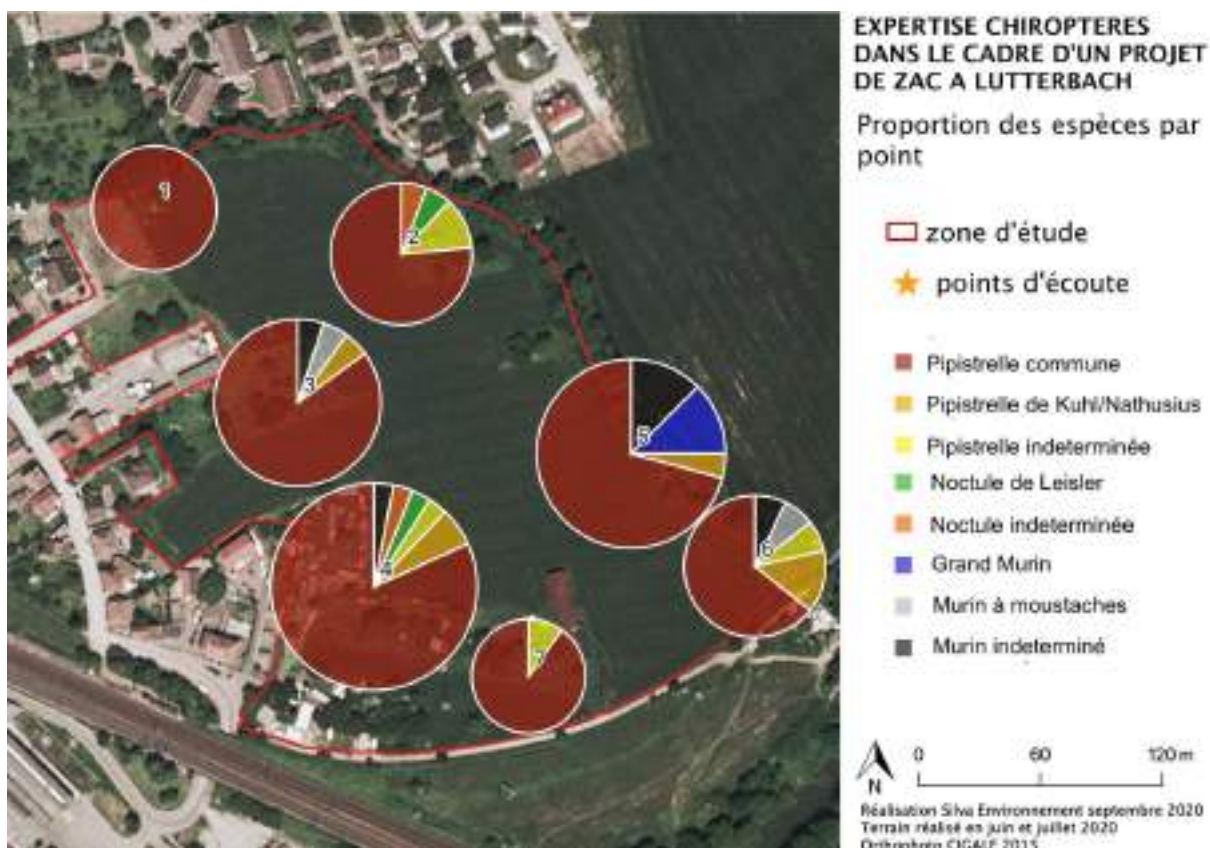 EXPERTISE CHIROPTERES
DANS LE CADRE D'UN PROJET
DE ZAC A LUTTERBACH
Proportion des espèces par
point
zone d'étude
points d'écoute
Pipistrelle commune
Pipistrelle de Kuhl/Nathusius
Pipistrelle indeterminée
Noctule de Leisler
Noctule indeterminée
Grand Murin
Murin à moustaches
Murin indeterminé
0 60 120 m
N
Réalisation Silva Environnement septembre 2020
Terrain réalisé en juin et juillet 2020
Orthophoto CIGALE 2015
1
2
3
5
4
6
7